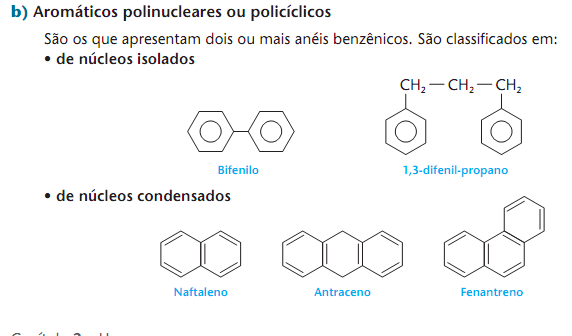 b) Aromáticos polinucleares ou policíclicos
São os que apresentam dois ou mais anéis benzênicos. São classificados em:
• de núcleos isolados
CH₂—CH₂—CH₂
Bifenilo
1,3-difenil-propano
• de núcleos condensados
Naftaleno
Antraceno
Fenantreno